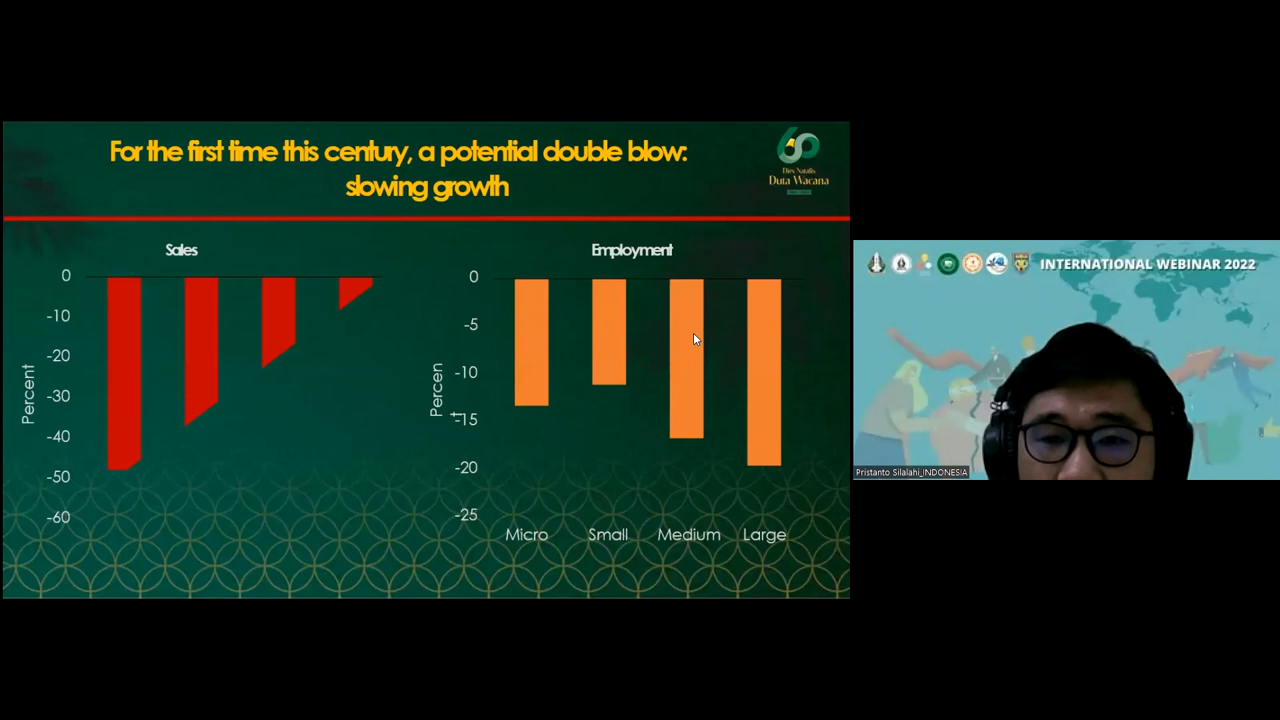 For the first time this century, a potential double blow:
slowing growth
60
Dies Natalis
Duta Wacana
Sales
0
-10
-20
-30
-40
-50
-60
Percent
Employment
0
-5
-10
-15
-20
-25
Percen
t
Micro Small Medium Large
INTERNATIONAL WEBINAR 2022
Pristanto Silalahi_INDONESIA